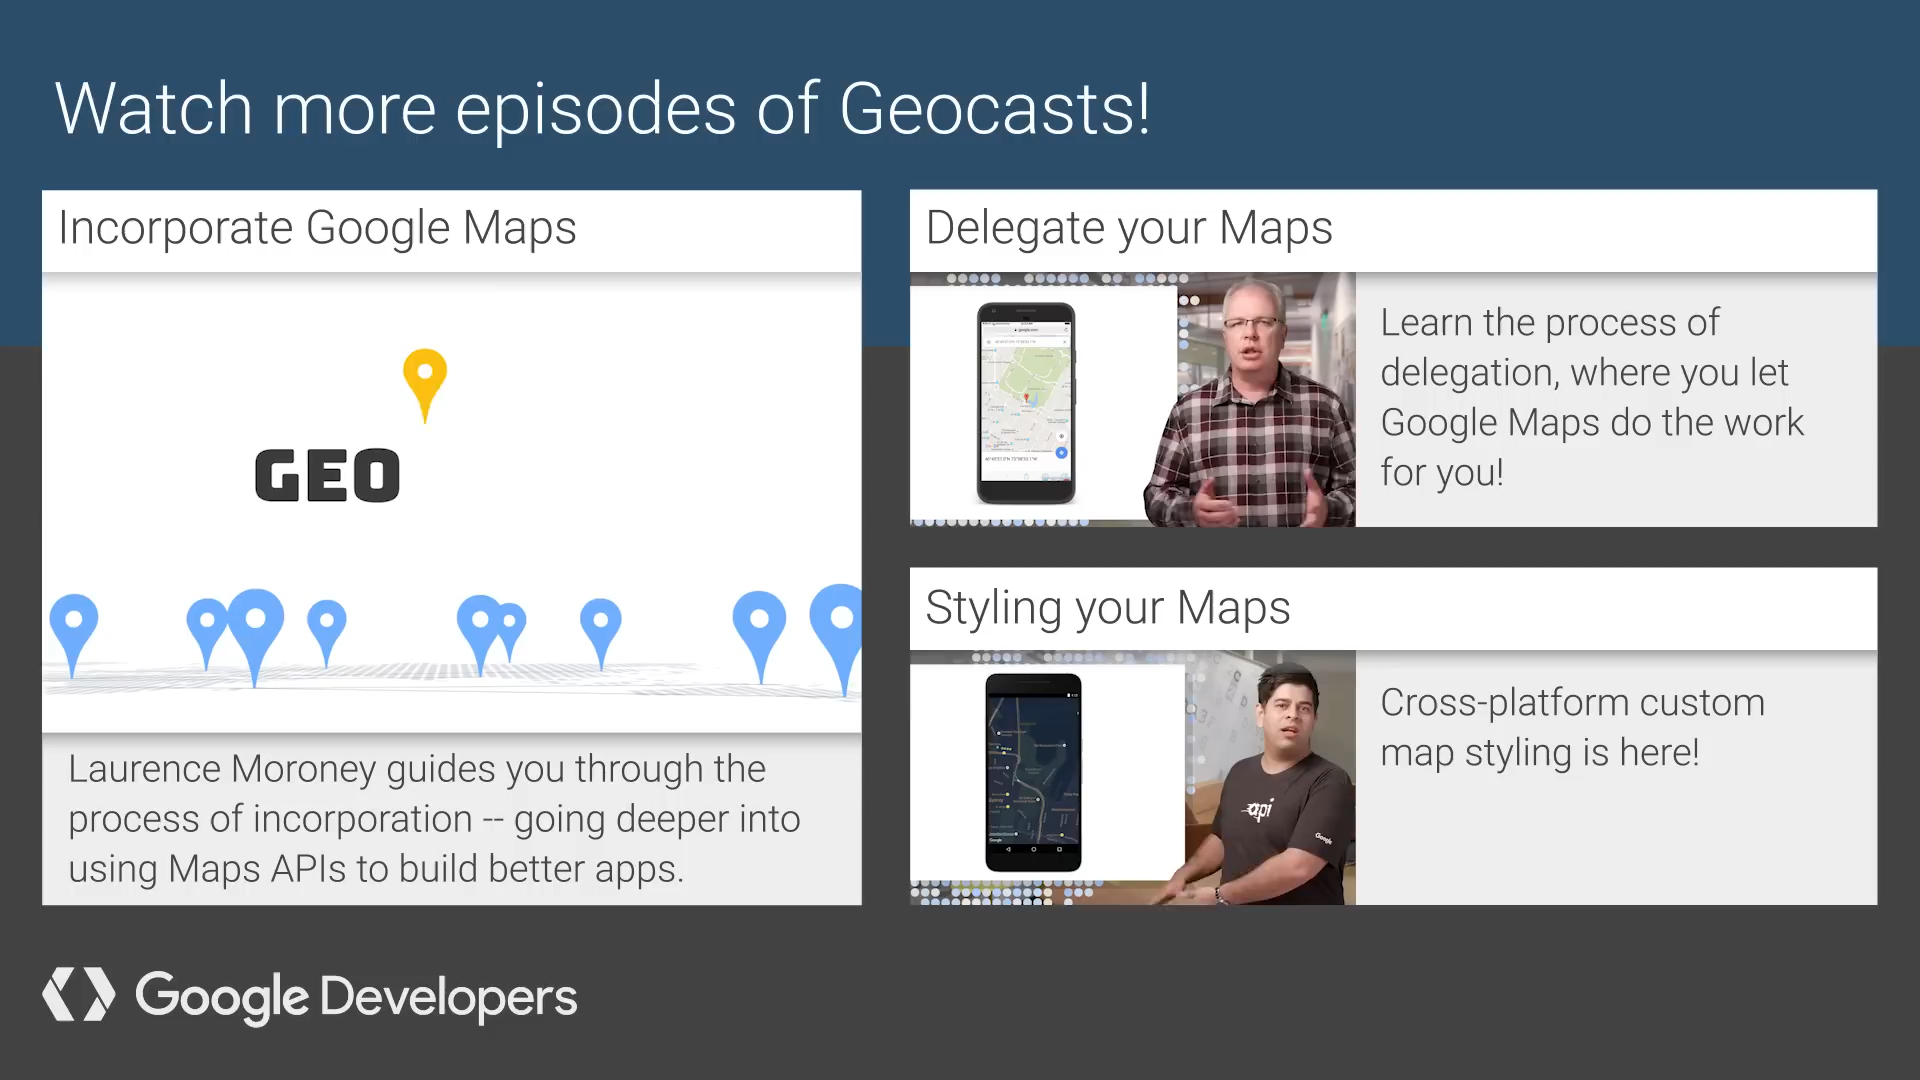 Watch more episodes of Geocasts!
Incorporate Google Maps
GEO
Laurence Moroney guides you through the
process of incorporation -- going deeper into
using Maps APIs to build better apps.
Delegate your Maps
Learn the process of
delegation, where you let
Google Maps do the work
for you!
Styling your Maps
api
Google
Cross-platform custom
map styling is here!
Google Developers